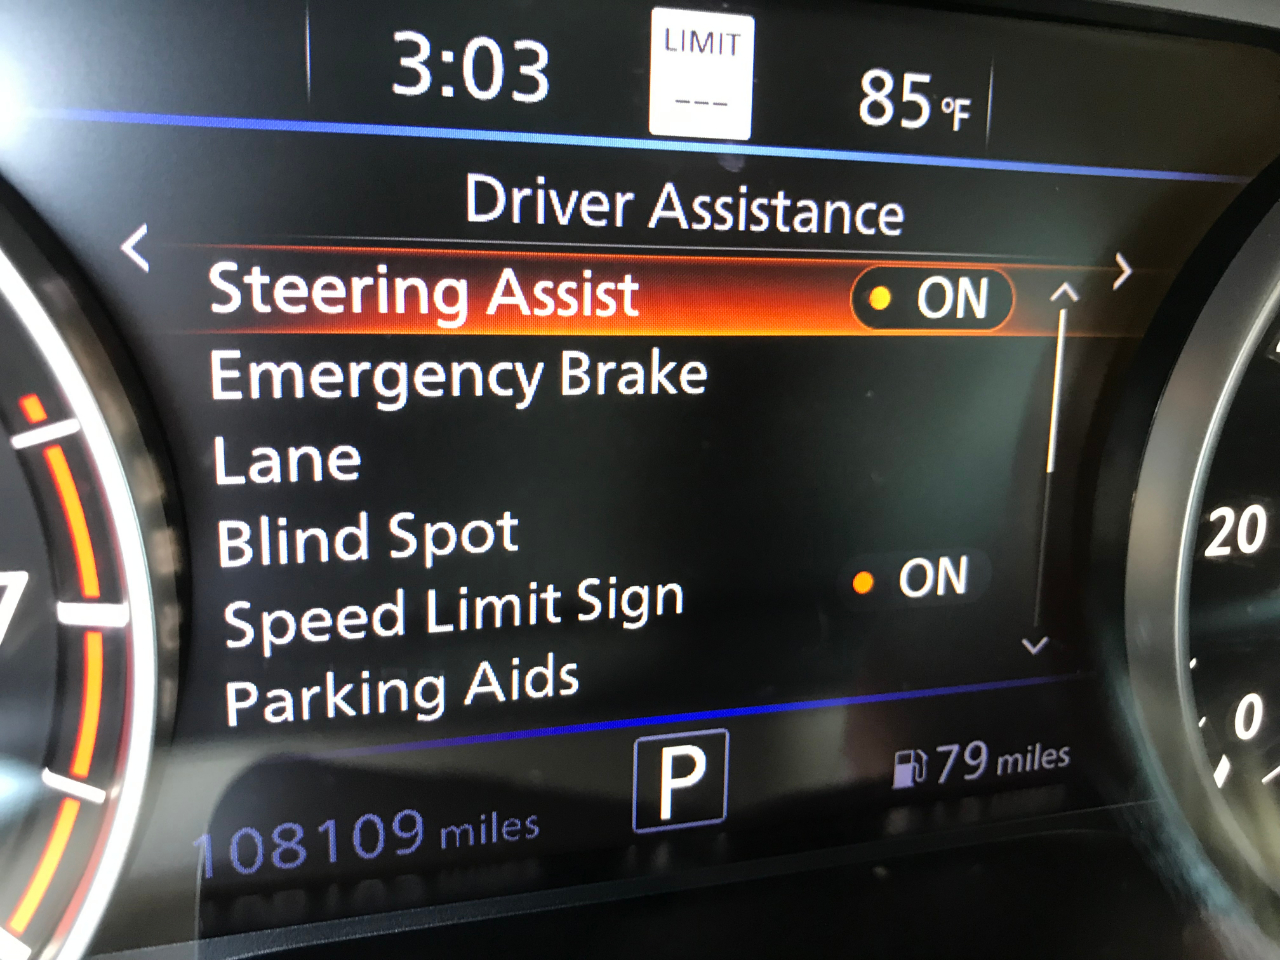 3:03
LIMIT
---
85 °F
Driver Assistance
Steering Assist ON
Emergency Brake
Lane
Blind Spot
Speed Limit Sign ON
Parking Aids
P
79 miles
108109 miles
7
20
0